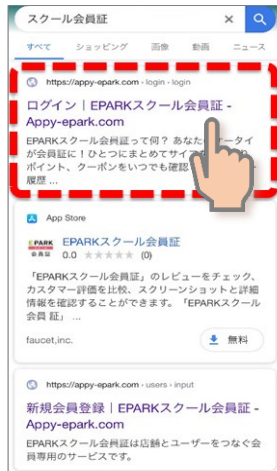 スクール会員証
すべて ショッピング 画像 動画 ニュース
https://appy-epark.com › login › login
ログイン｜EPARKスクール会員証 -
Appy-epark.com
EPARKスクール会員証って何？ あなた
が会員証に！ひとつにまとめて
ポイント、クーポンをいつでも確認
履歴 ...
App Store
EPARK
会員証
EPARKスクール会員証
0.0 ★★★★★ (0)
「EPARKスクール会員証」のレビューをチェック、
カスタマー評価を比較、スクリーンショットと詳細
情報を確認することができます。「EPARKスクール
会員 証」 ...
faucet,inc.
無料
https://appy-epark.com › users › input
新規会員登録｜EPARKスクール会員証 -
Appy-epark.com
EPARKスクール会員証は店舗とユーザーをつなぐ会
員専用のサービスです。